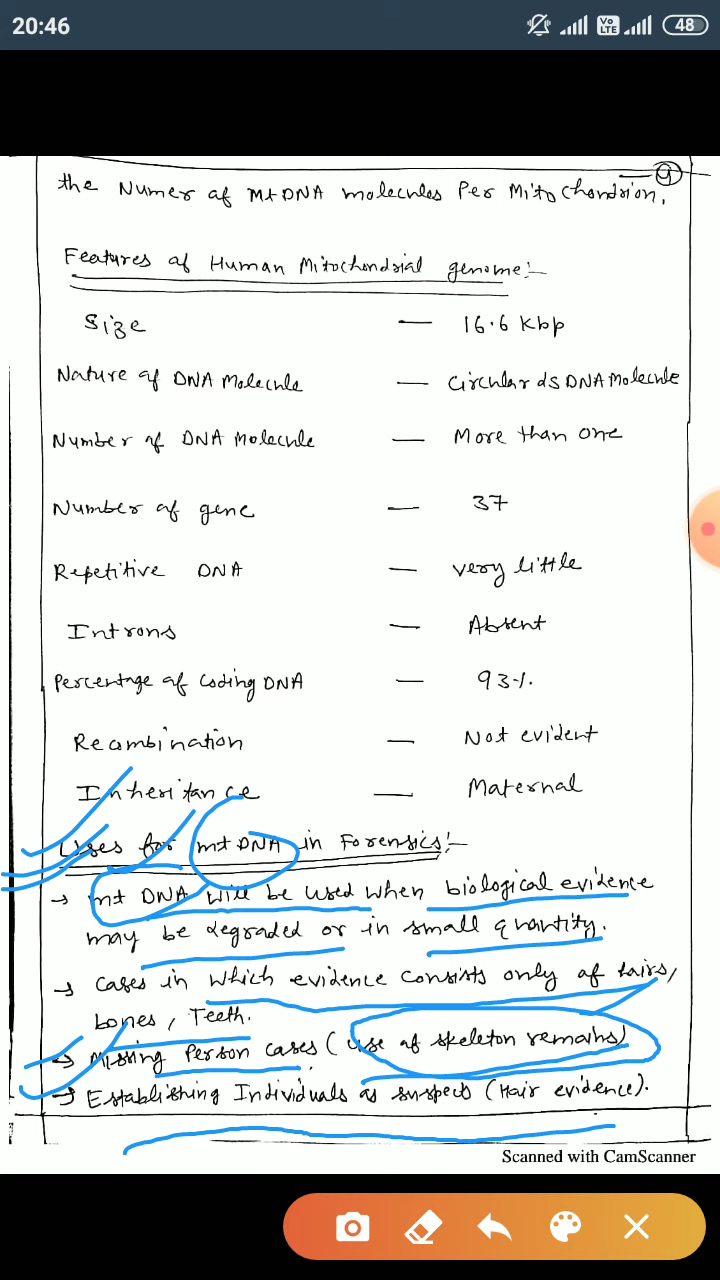 20:46
Vo LTE
48
9
the Numer of MtDNA molecules Per Mitochondrion.
Features of Human Mitochondrial genome:-
Size — 16.6 Kbp
Nature of DNA Molecule — Circular ds DNA Molecule
Number of DNA Molecule — More than one
Number of gene — 37
Repetitive DNA — very little
Introns — Absent
Percentage of Coding DNA — 93%
Recombination — Not evident
Inheritance — Maternal
Uses for mt DNA in Forensics:-
→ mt DNA will be used when biological evidence
may be degraded or in small quantity.
→ Cases in which evidence consists only of hairs,
bones, Teeth.
→ Missing Person cases (use of skeleton remains)
→ Establishing Individuals as suspect (Hair evidence).
Scanned with CamScanner